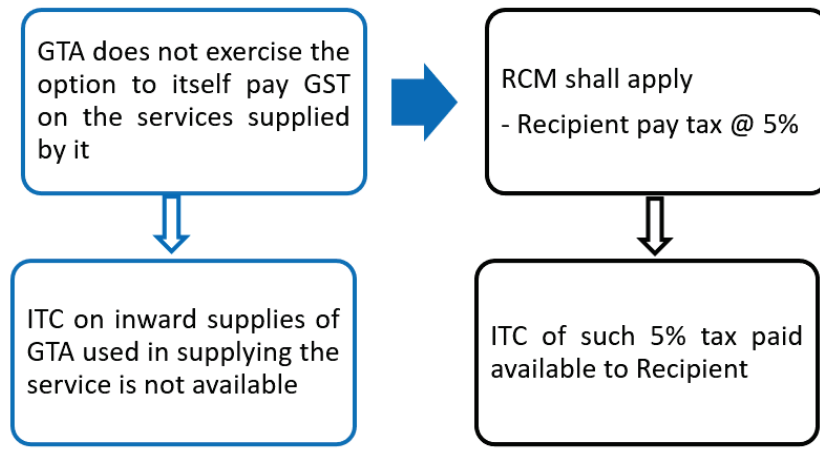 GTA does not exercise the
option to itself pay GST
on the services supplied
by it
RCM shall apply
- Recipient pay tax @ 5%
ITC on inward supplies of
GTA used in supplying the
service is not available
ITC of such 5% tax paid
available to Recipient